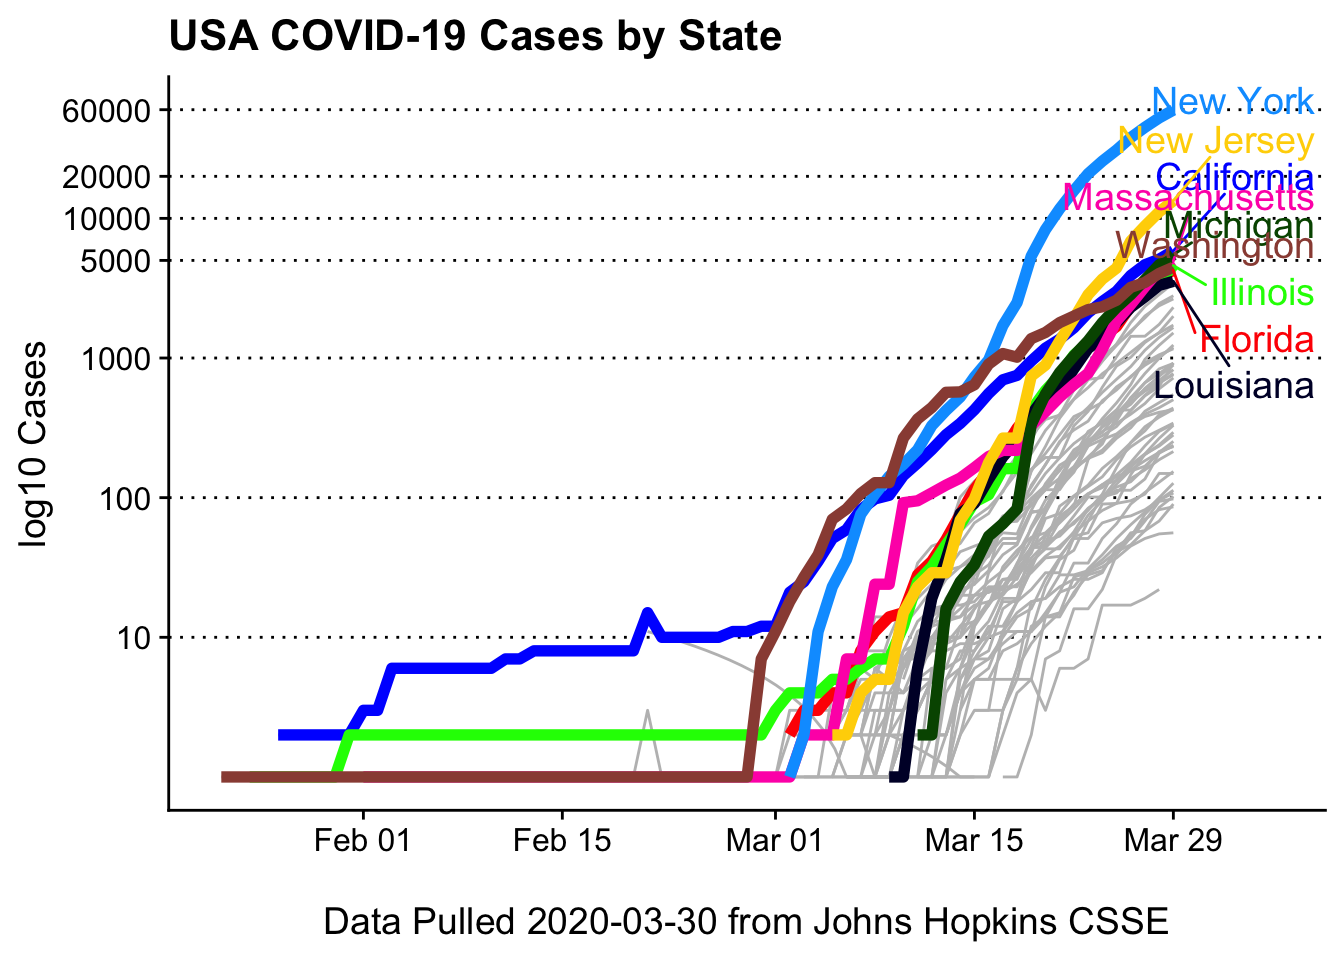 USA COVID-19 Cases by State
60000
20000
10000
5000
1000
100
10
log10 Cases
New York
New Jersey
California
Massachusetts
Michigan
Washington
Illinois
Florida
Louisiana
Feb 01 Feb 15 Mar 01 Mar 15 Mar 29
Data Pulled 2020-03-30 from Johns Hopkins CSSE